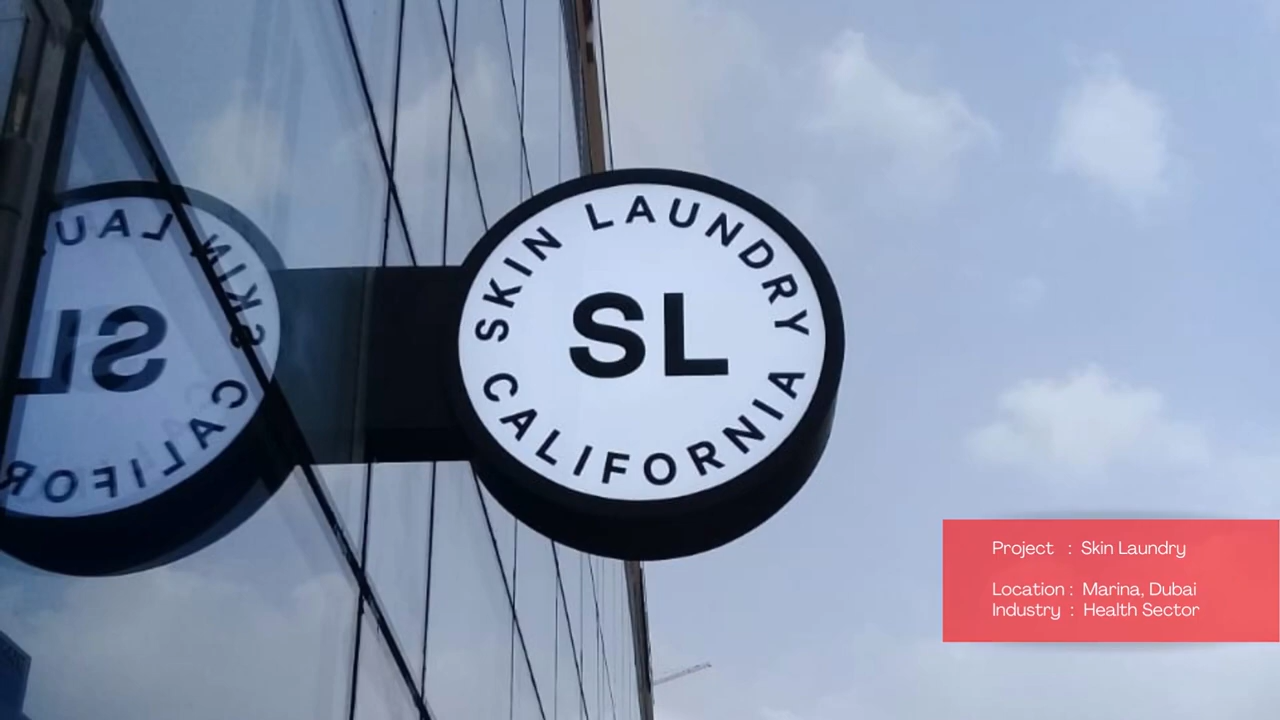 SKIN LAUNDRY
SL
CALIFORNIA
Project : Skin Laundry
Location : Marina, Dubai
Industry : Health Sector